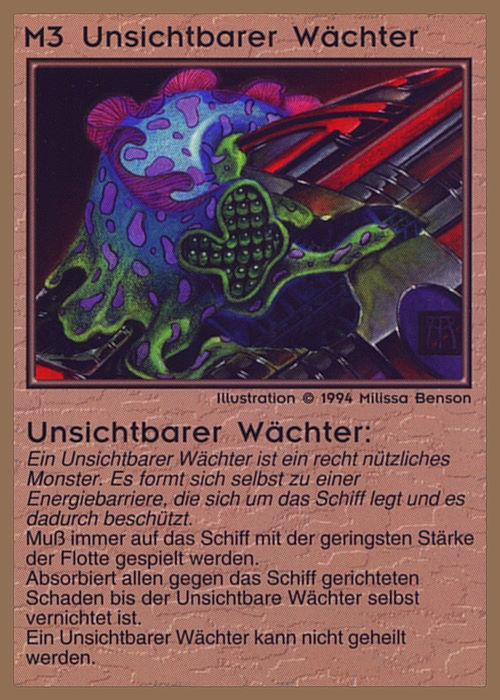 M3 Unsichtbarer Wächter
Illustration © 1994 Milissa Benson
Unsichtbarer Wächter:
Ein Unsichtbarer Wächter ist ein recht nützliches
Monster. Es formt sich selbst zu einer
Energiebarriere, die sich um das Schiff legt und es
dadurch beschützt.
Muß immer auf das Schiff mit der geringsten Stärke
der Flotte gespielt werden.
Absorbiert allen gegen das Schiff gerichteten
Schaden bis der Unsichtbare Wächter selbst
vernichtet ist.
Ein Unsichtbarer Wächter kann nicht geheilt
werden.